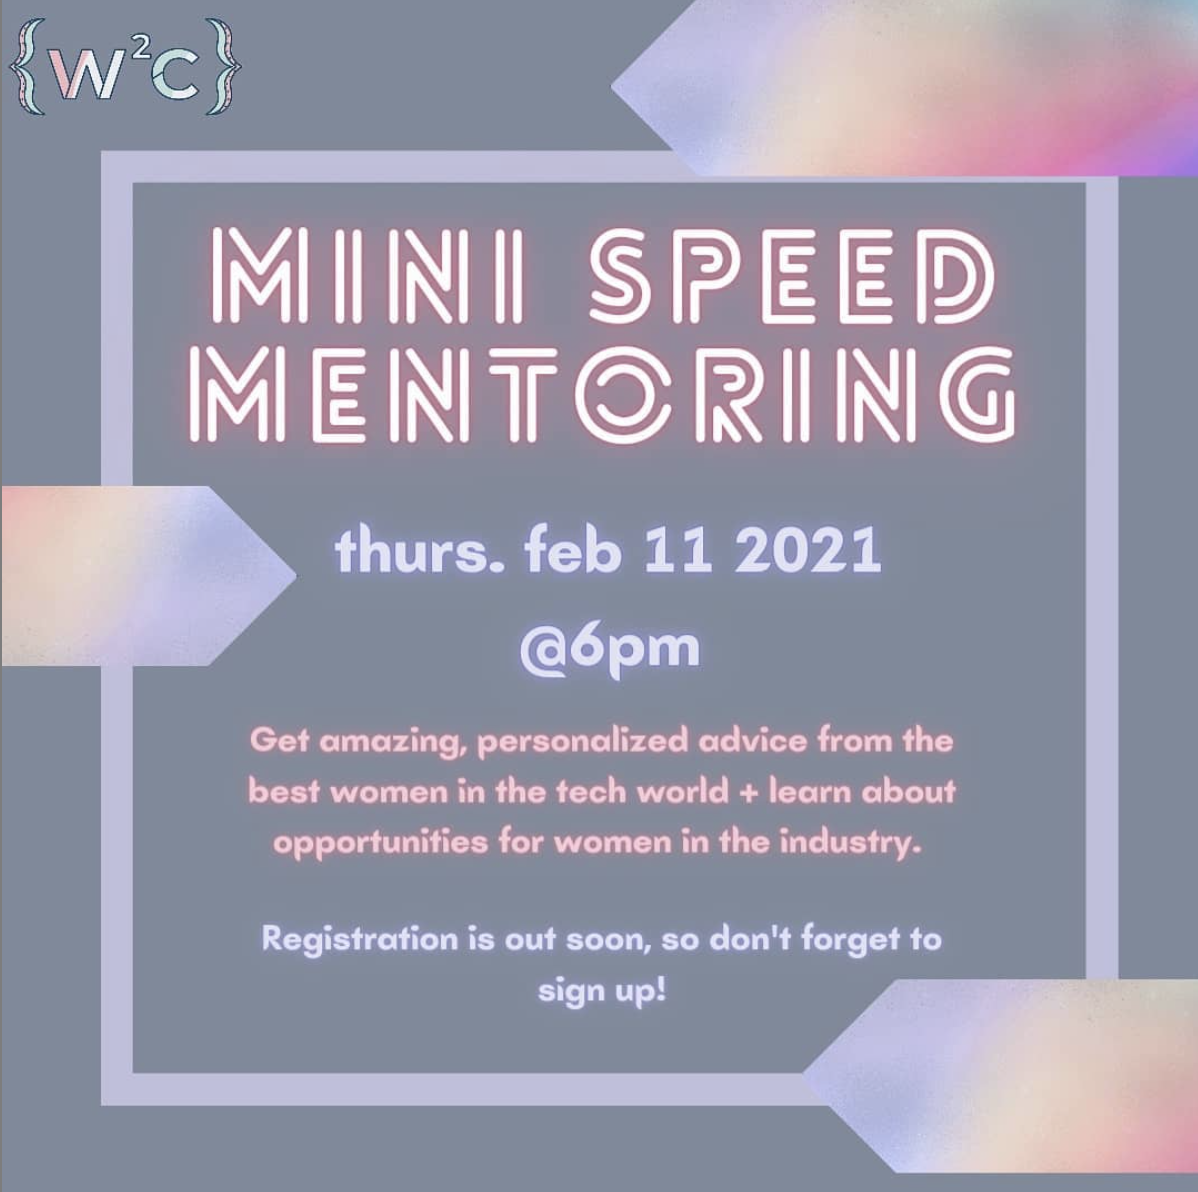 {W²C}
MINI SPEED
MENTORING
thurs. feb 11 2021
@6pm
Get amazing, personalized advice from the
best women in the tech world + learn about
opportunities for women in the industry.
Registration is out soon, so don't forget to
sign up!